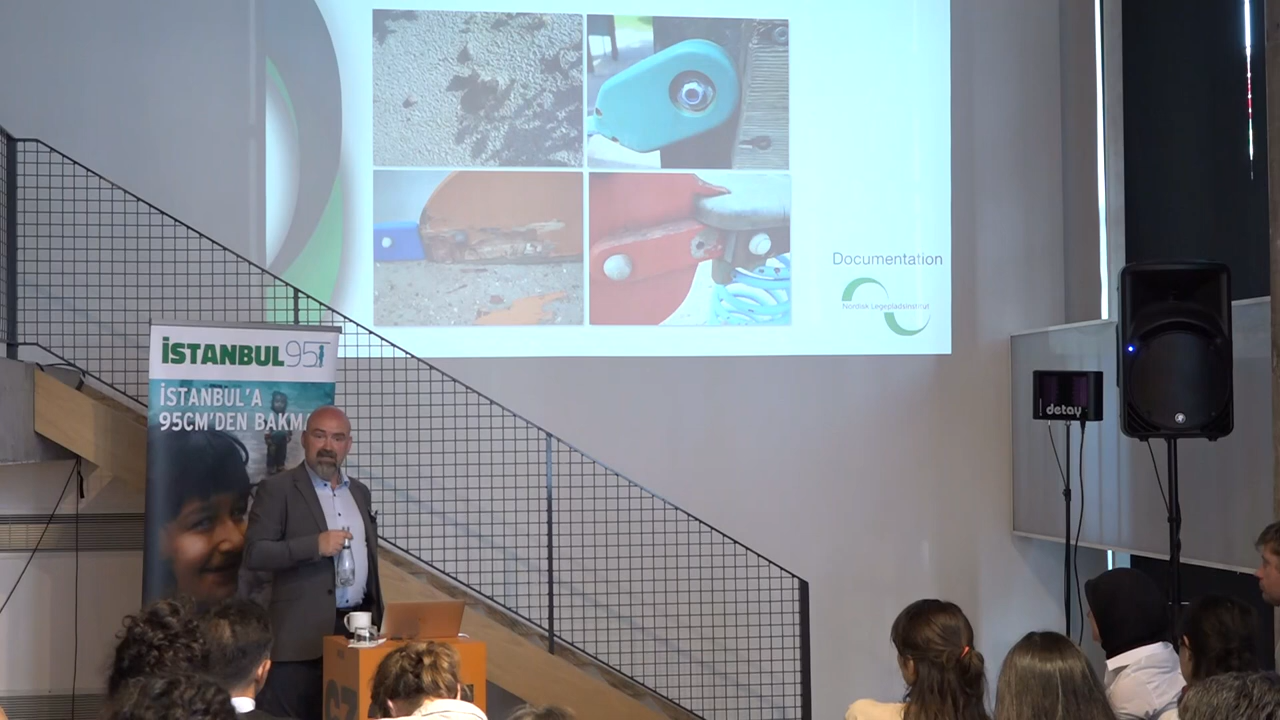 Documentation
Nordisk Legepladsinstitut
İSTANBUL95
İSTANBUL'A
95CM'DEN BAKMA
detay